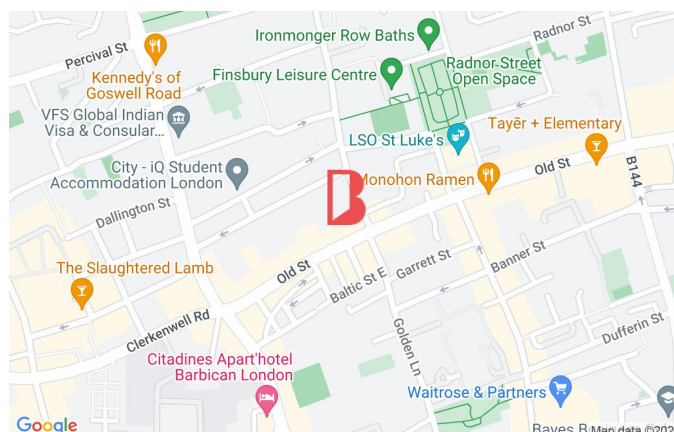 Ironmonger Row Baths
Radnor St
Percival St
Finsbury Leisure Centre
Radnor Street
Open Space
Kennedy's of
Goswell Road
VFS Global Indian
Visa & Consular...
LSO St Luke's
Tayēr + Elementary
City - iQ Student
Accommodation London
Monohon Ramen
Old St
B144
Dallington St
B
The Slaughtered Lamb
Old St
Baltic St E
Garrett St
Banner St
Clerkenwell Rd
Golden Ln
Dufferin St
Citadines Apart'hotel
Barbican London
Waitrose & Partners
Google
Bayes B
Map data ©202